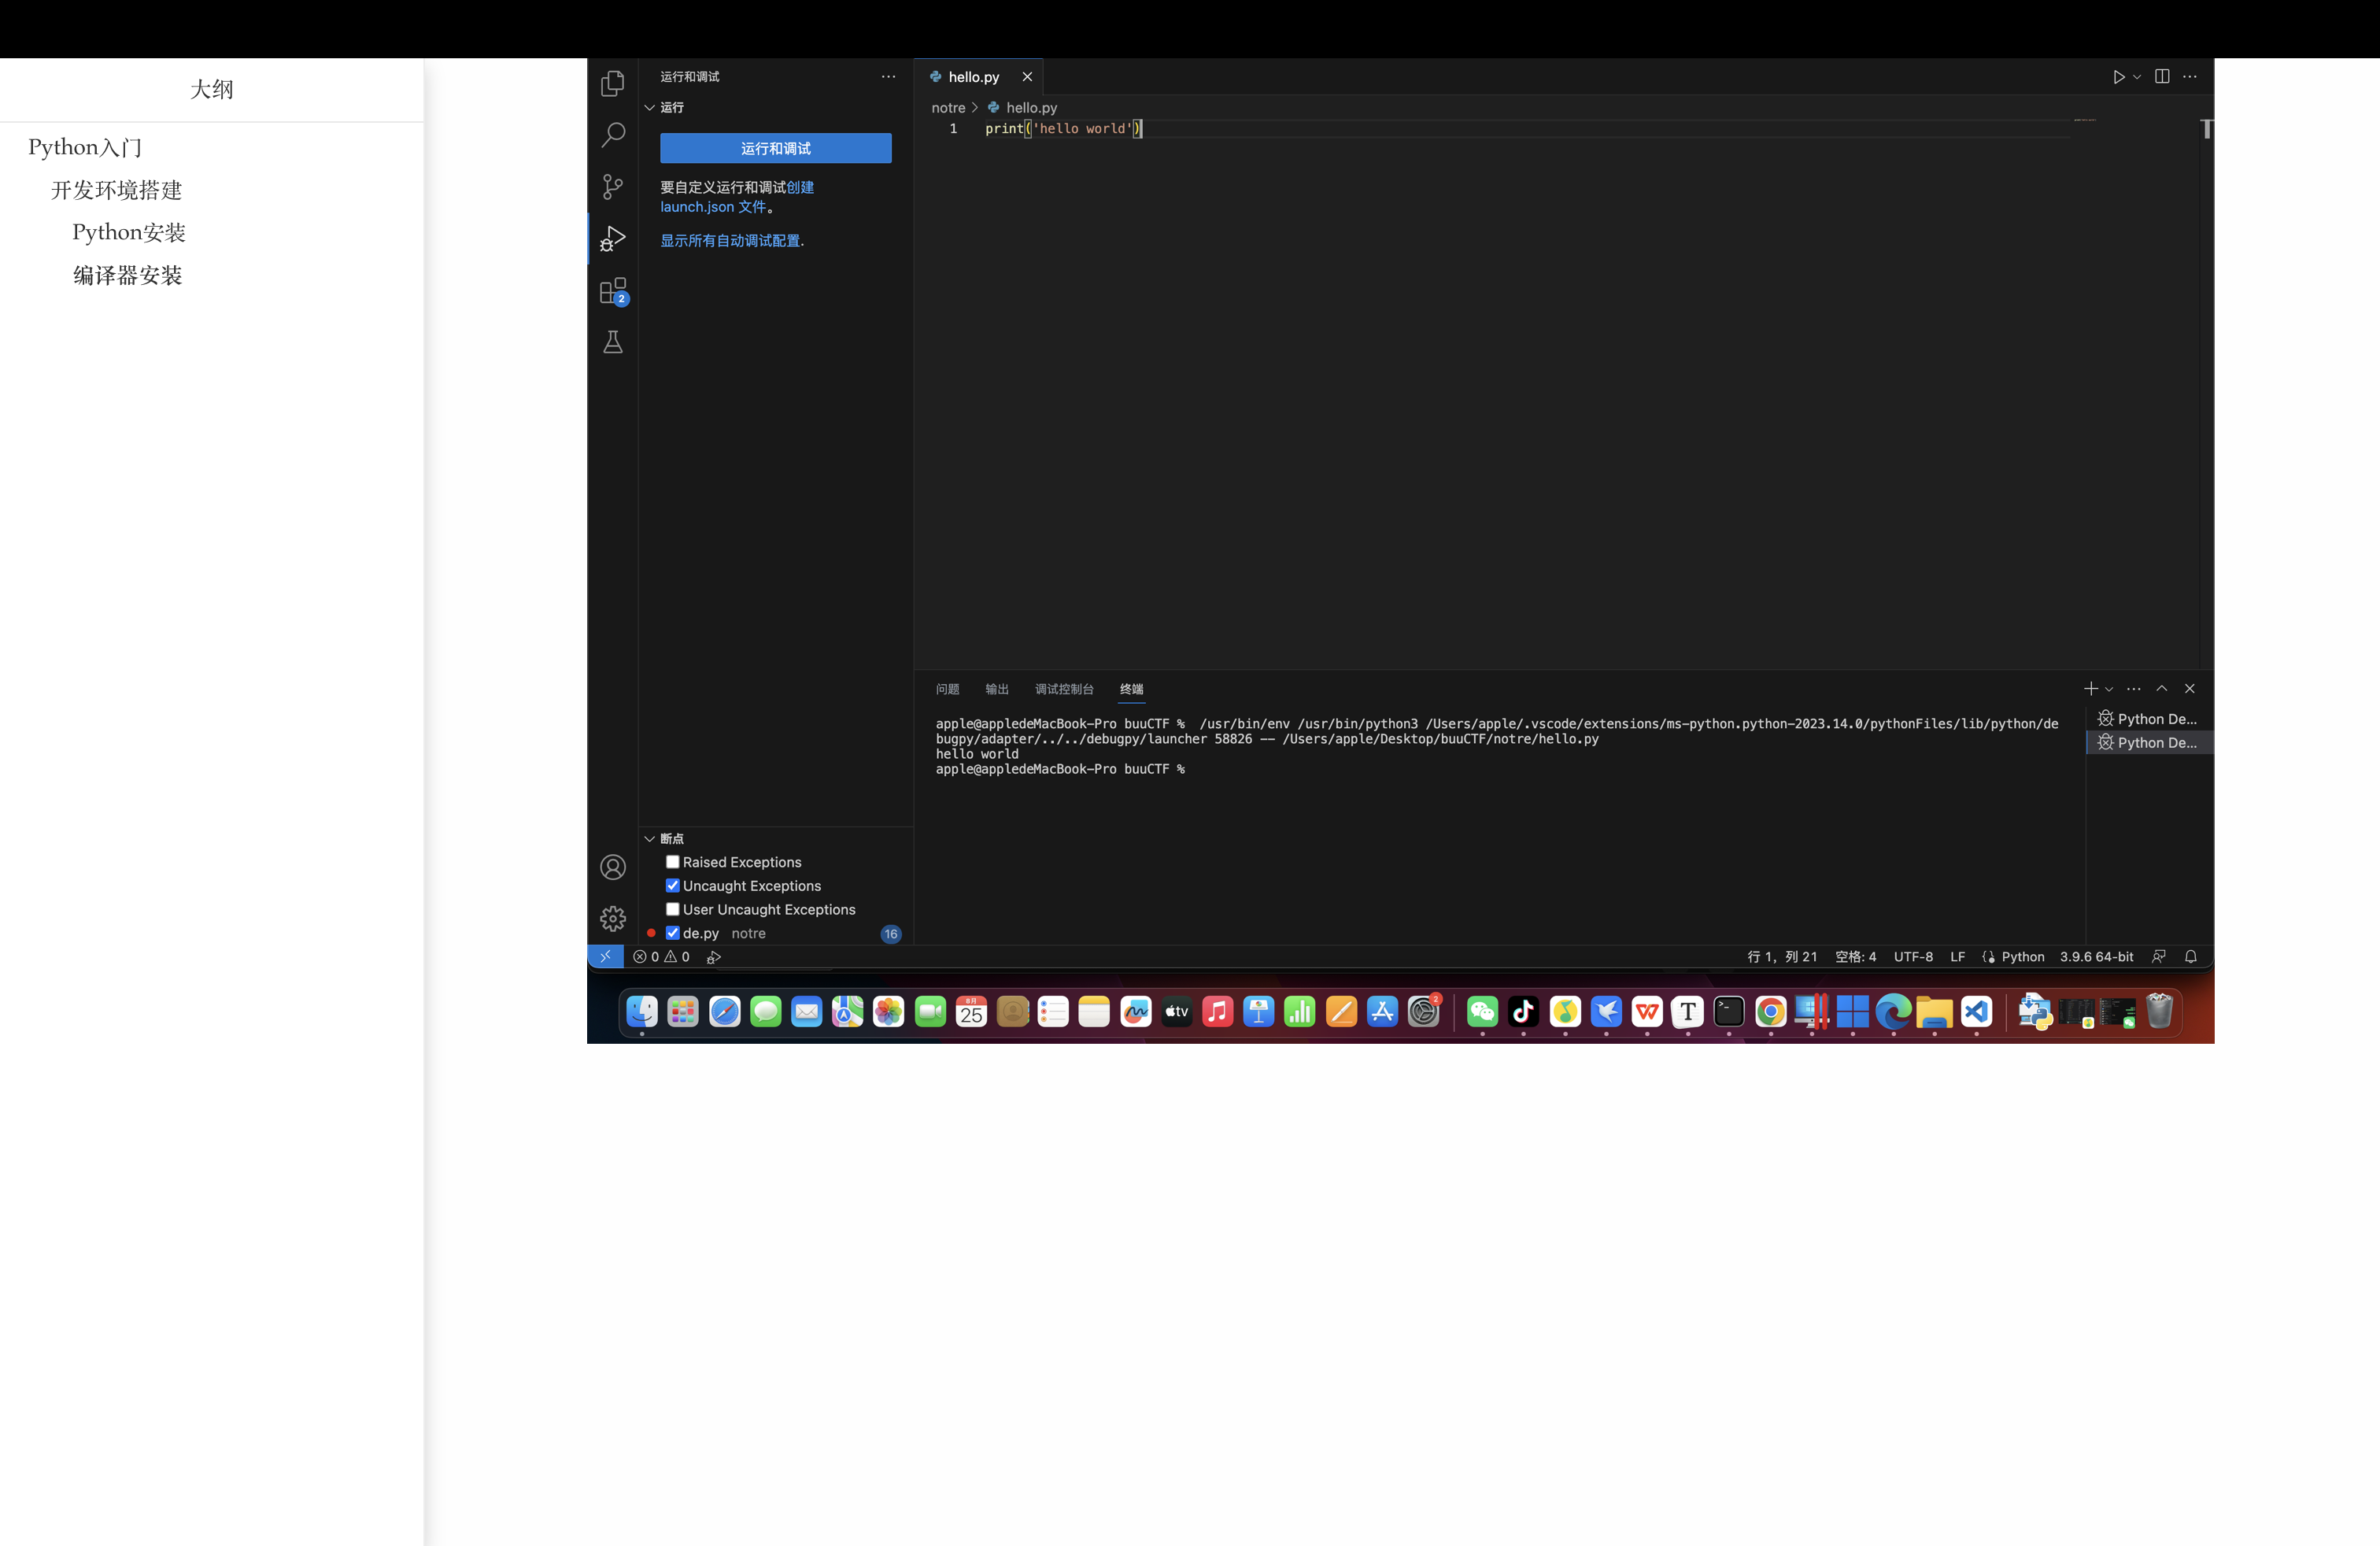 大纲
Python入门
开发环境搭建
Python安装
编译器安装
运行和调试
运行
运行和调试
要自定义运行和调试创建
launch.json 文件。
显示所有自动调试配置.
2
hello.py
notre > hello.py
1 print('hello world')
T
问题 输出 调试控制台 终端
apple@appledeMacBook-Pro buuCTF % /usr/bin/env /usr/bin/python3 /Users/apple/.vscode/extensions/ms-python.python-2023.14.0/pythonFiles/lib/python/de
bugpy/adapter/../../debugpy/launcher 58826 -- /Users/apple/Desktop/buuCTF/notre/hello.py
hello world
apple@appledeMacBook-Pro buuCTF %
Python De...
Python De...
断点
Raised Exceptions
Uncaught Exceptions
User Uncaught Exceptions
de.py notre 16
0 0 行 1，列 21 空格: 4 UTF-8 LF Python 3.9.6 64-bit
8月
25
tv
2
W
T